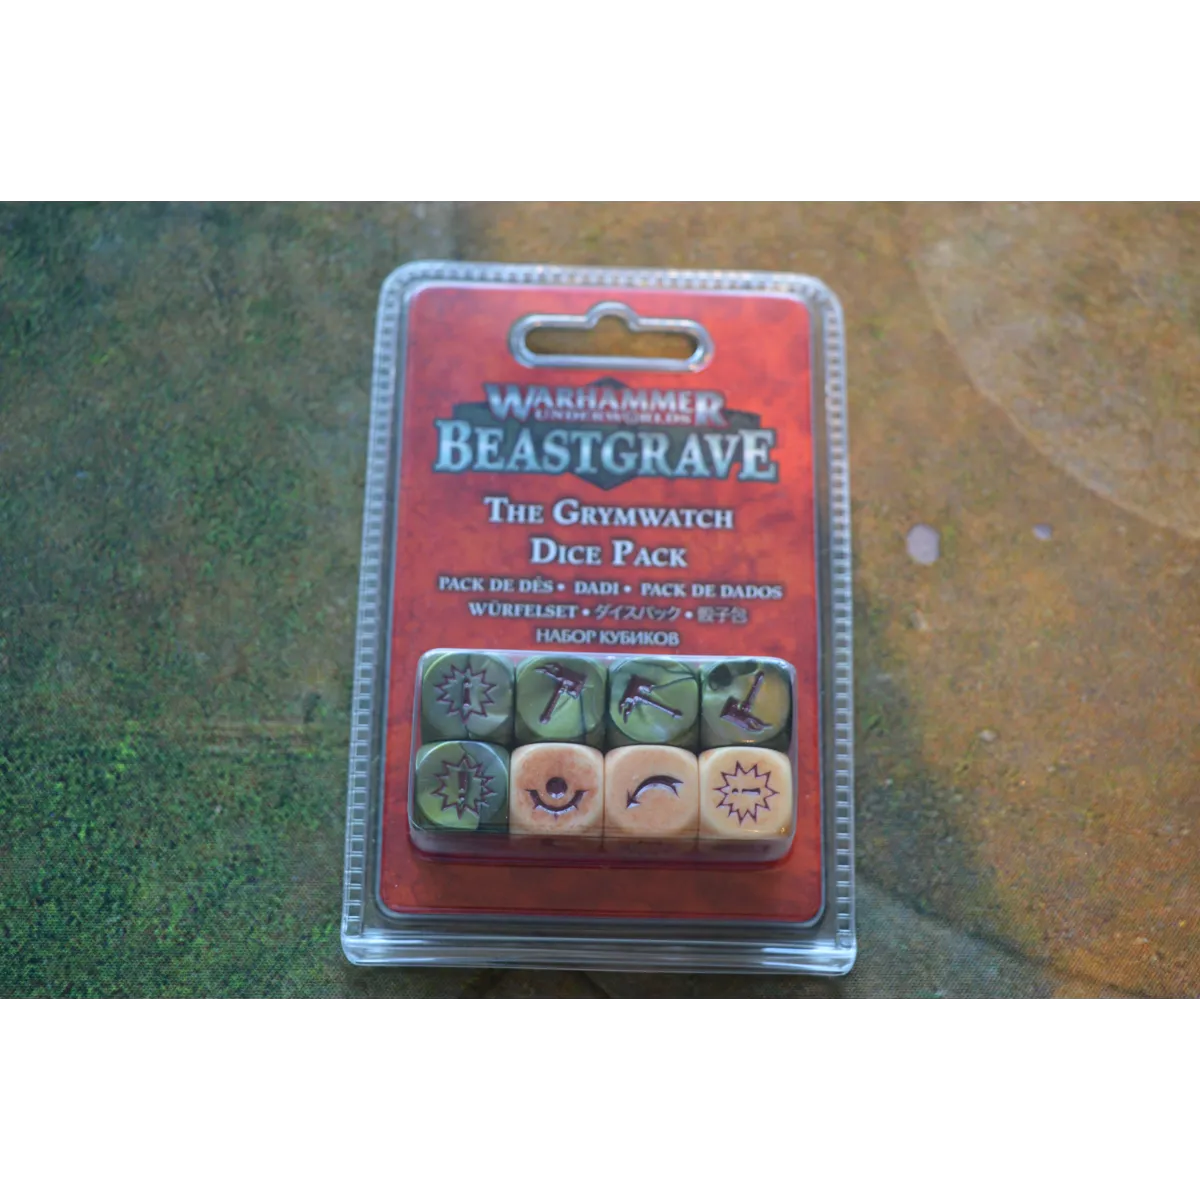 WARHAMMER
UNDERWORLDS
BEASTGRAVE
THE GRYMWATCH
DICE PACK
PACK DE DÉS • DADI • PACK DE DADOS
WÜRFELSET • ダイスパック • 骰子包
НАБОР КУБИКОВ